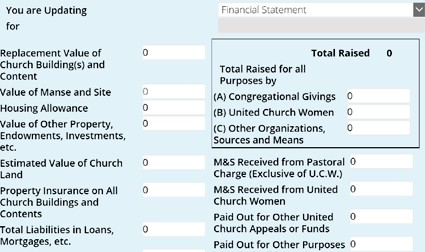 You are Updating Financial Statement
for
Replacement Value of 0
Church Building(s) and
Content
Value of Manse and Site 0
Housing Allowance 0
Value of Other Property, 0
Endowments, Investments,
etc.
Estimated Value of Church 0
Land
Property Insurance on All 0
Church Buildings and
Contents
Total Liabilities in Loans, 0
Mortgages, etc.
Total Raised 0
Total Raised for all
Purposes by
(A) Congregational Givings 0
(B) United Church Women 0
(C) Other Organizations, 0
Sources and Means
M&S Received from Pastoral 0
Charge (Exclusive of U.C.W.)
M&S Received from United 0
Church Women
Paid Out for Other United 0
Church Appeals or Funds
Paid Out for Other Purposes 0